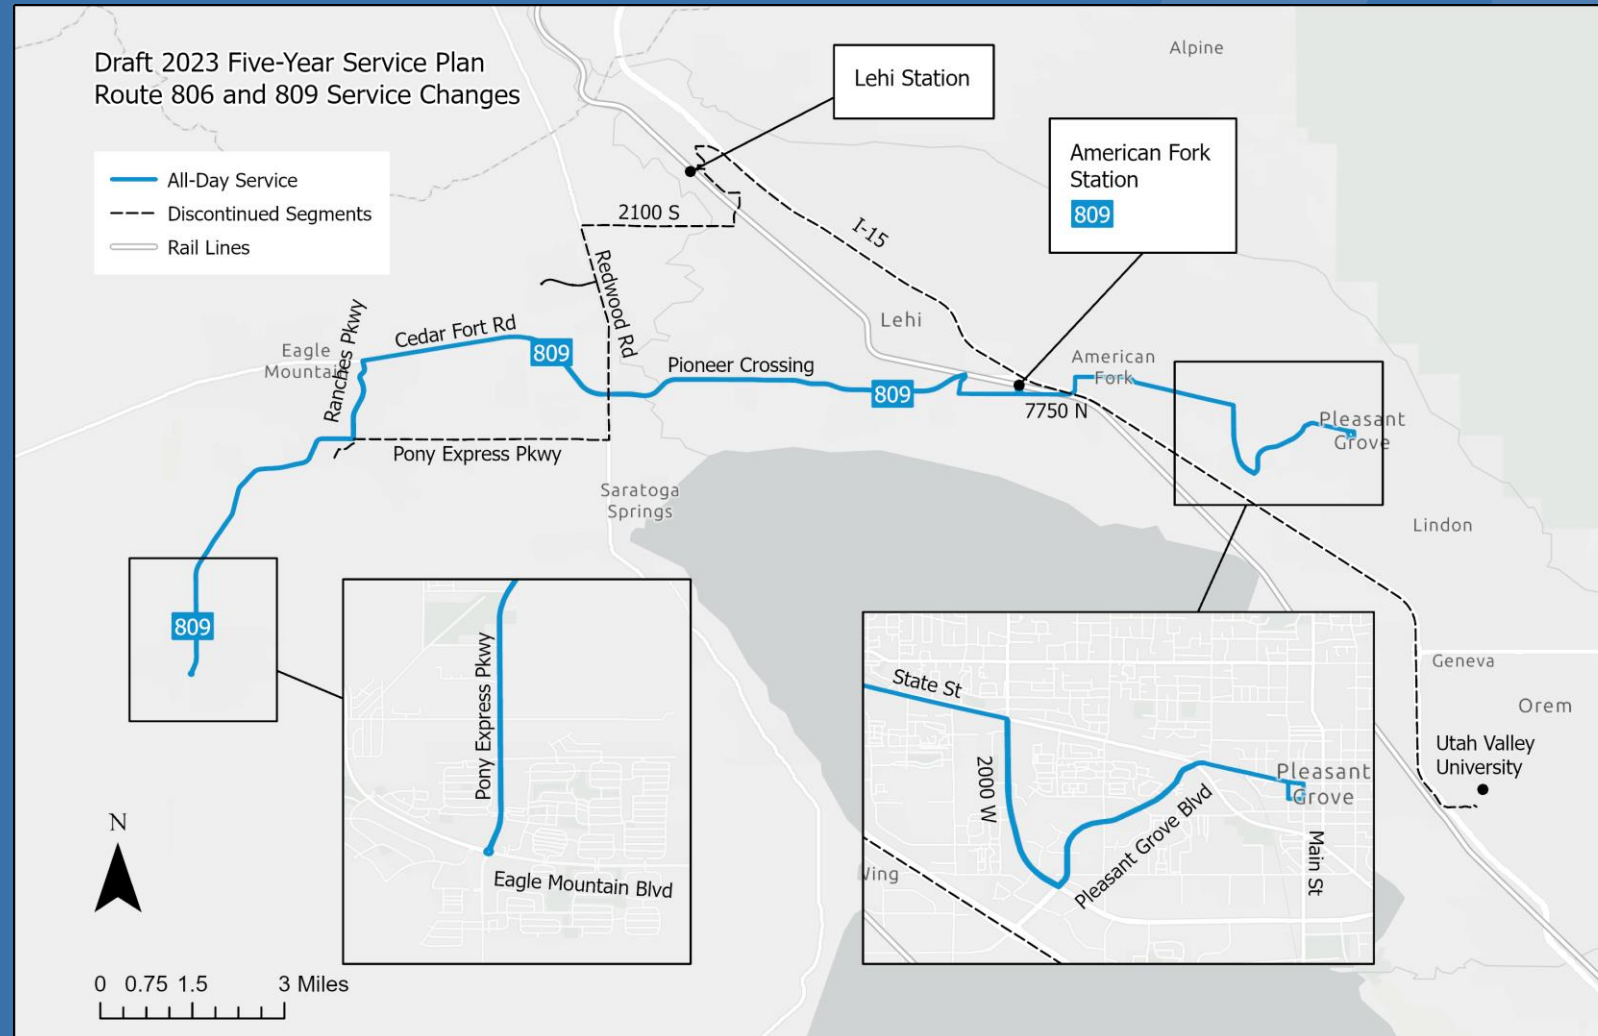 Draft 2023 Five-Year Service Plan
Route 806 and 809 Service Changes
All-Day Service
Discontinued Segments
Rail Lines
Lehi Station
American Fork
Station
809
Alpine
2100 S
I-15
Redwood Rd
Lehi
Ranches Pkwy
Cedar Fort Rd
809
Eagle
Mountain
Pioneer Crossing
809
American
Fork
7750 N
Pleasant
Grove
Pony Express Pkwy
Saratoga
Springs
Lindon
809
Pony Express Pkwy
Eagle Mountain Blvd
State St
2000 W
Pleasant Grove Blvd
Pleasant
Grove
Main St
Geneva
Orem
Utah Valley
University
N
0 0.75 1.5 3 Miles